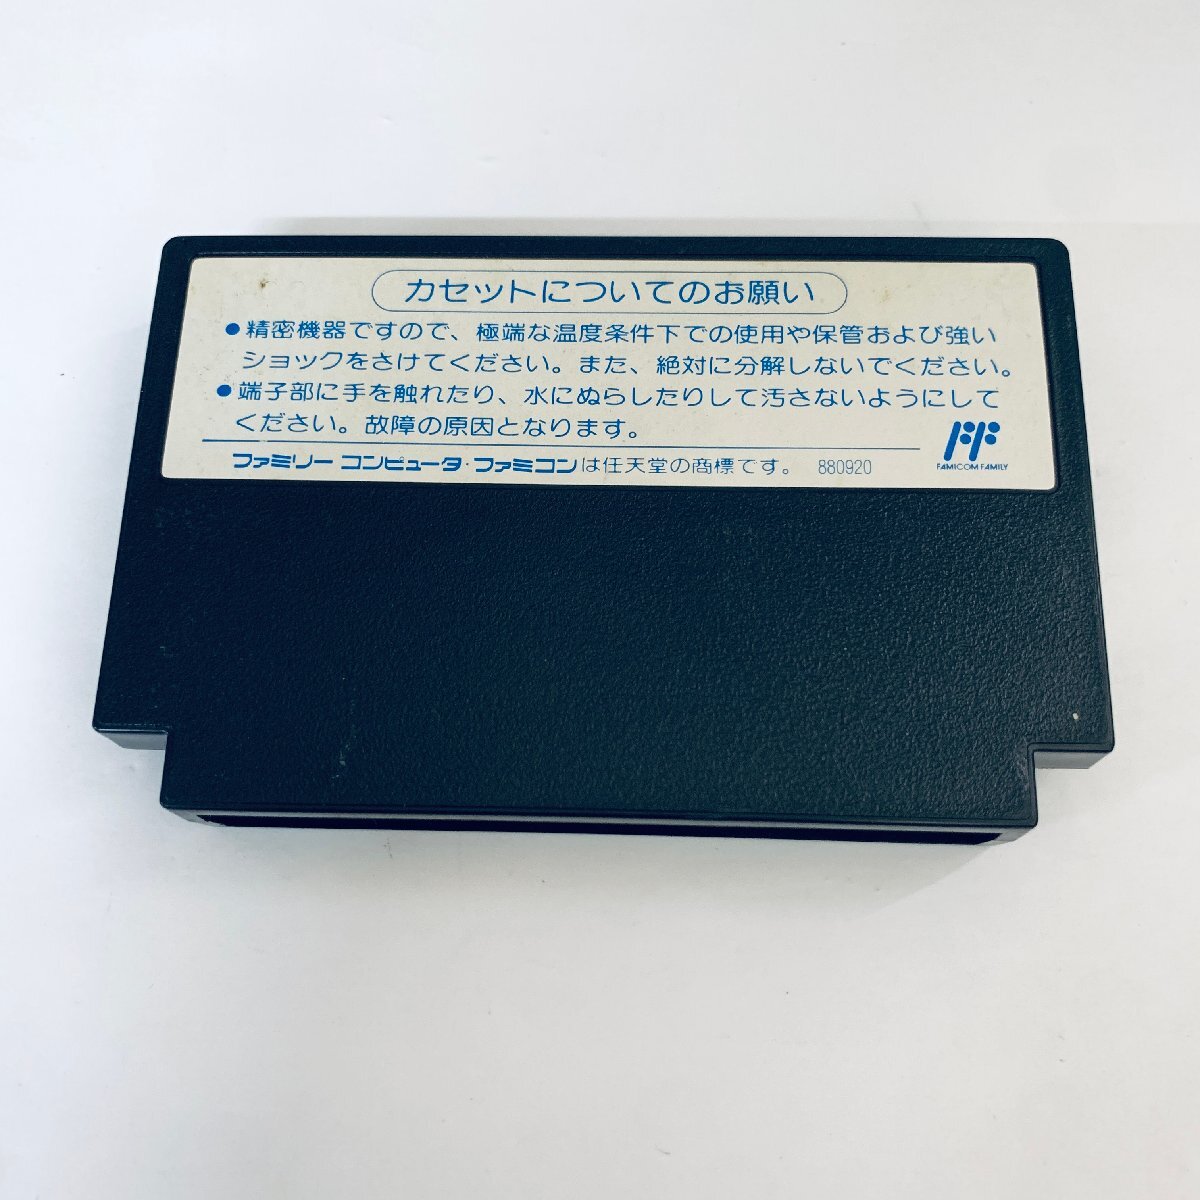 カセットについてのお願い
●精密機器ですので、極端な温度条件下での使用や保管および強い
ショックをさけてください。また、絶対に分解しないでください。
●端子部に手を触れたり、水にぬらしたりして汚さないようにして
ください。故障の原因となります。
ファミリー コンピュータ・ファミコンは任天堂の商標です。 880920
FF
FAMICOM FAMILY